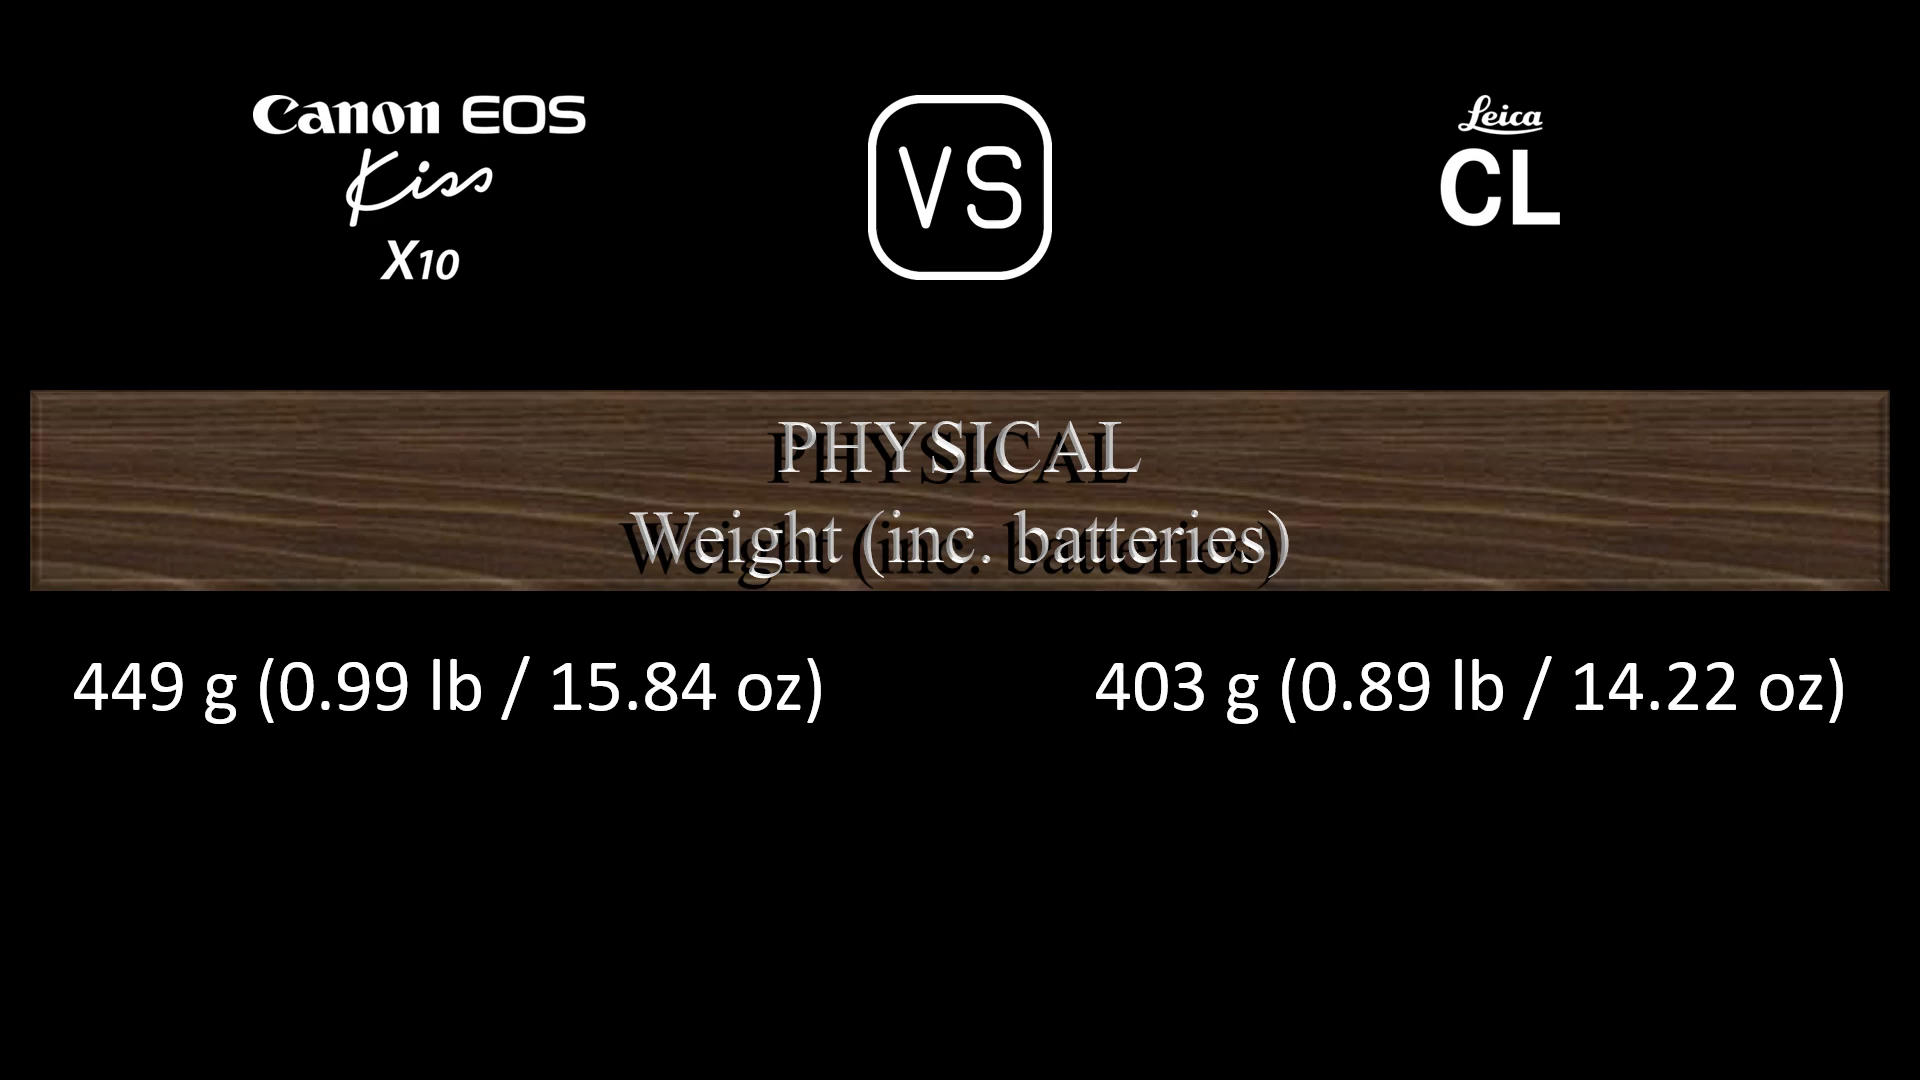 Canon EOS
Kiss
X10
VS
Leica
CL
PHYSICAL
Weight (inc. batteries)
449 g (0.99 lb / 15.84 oz)
403 g (0.89 lb / 14.22 oz)